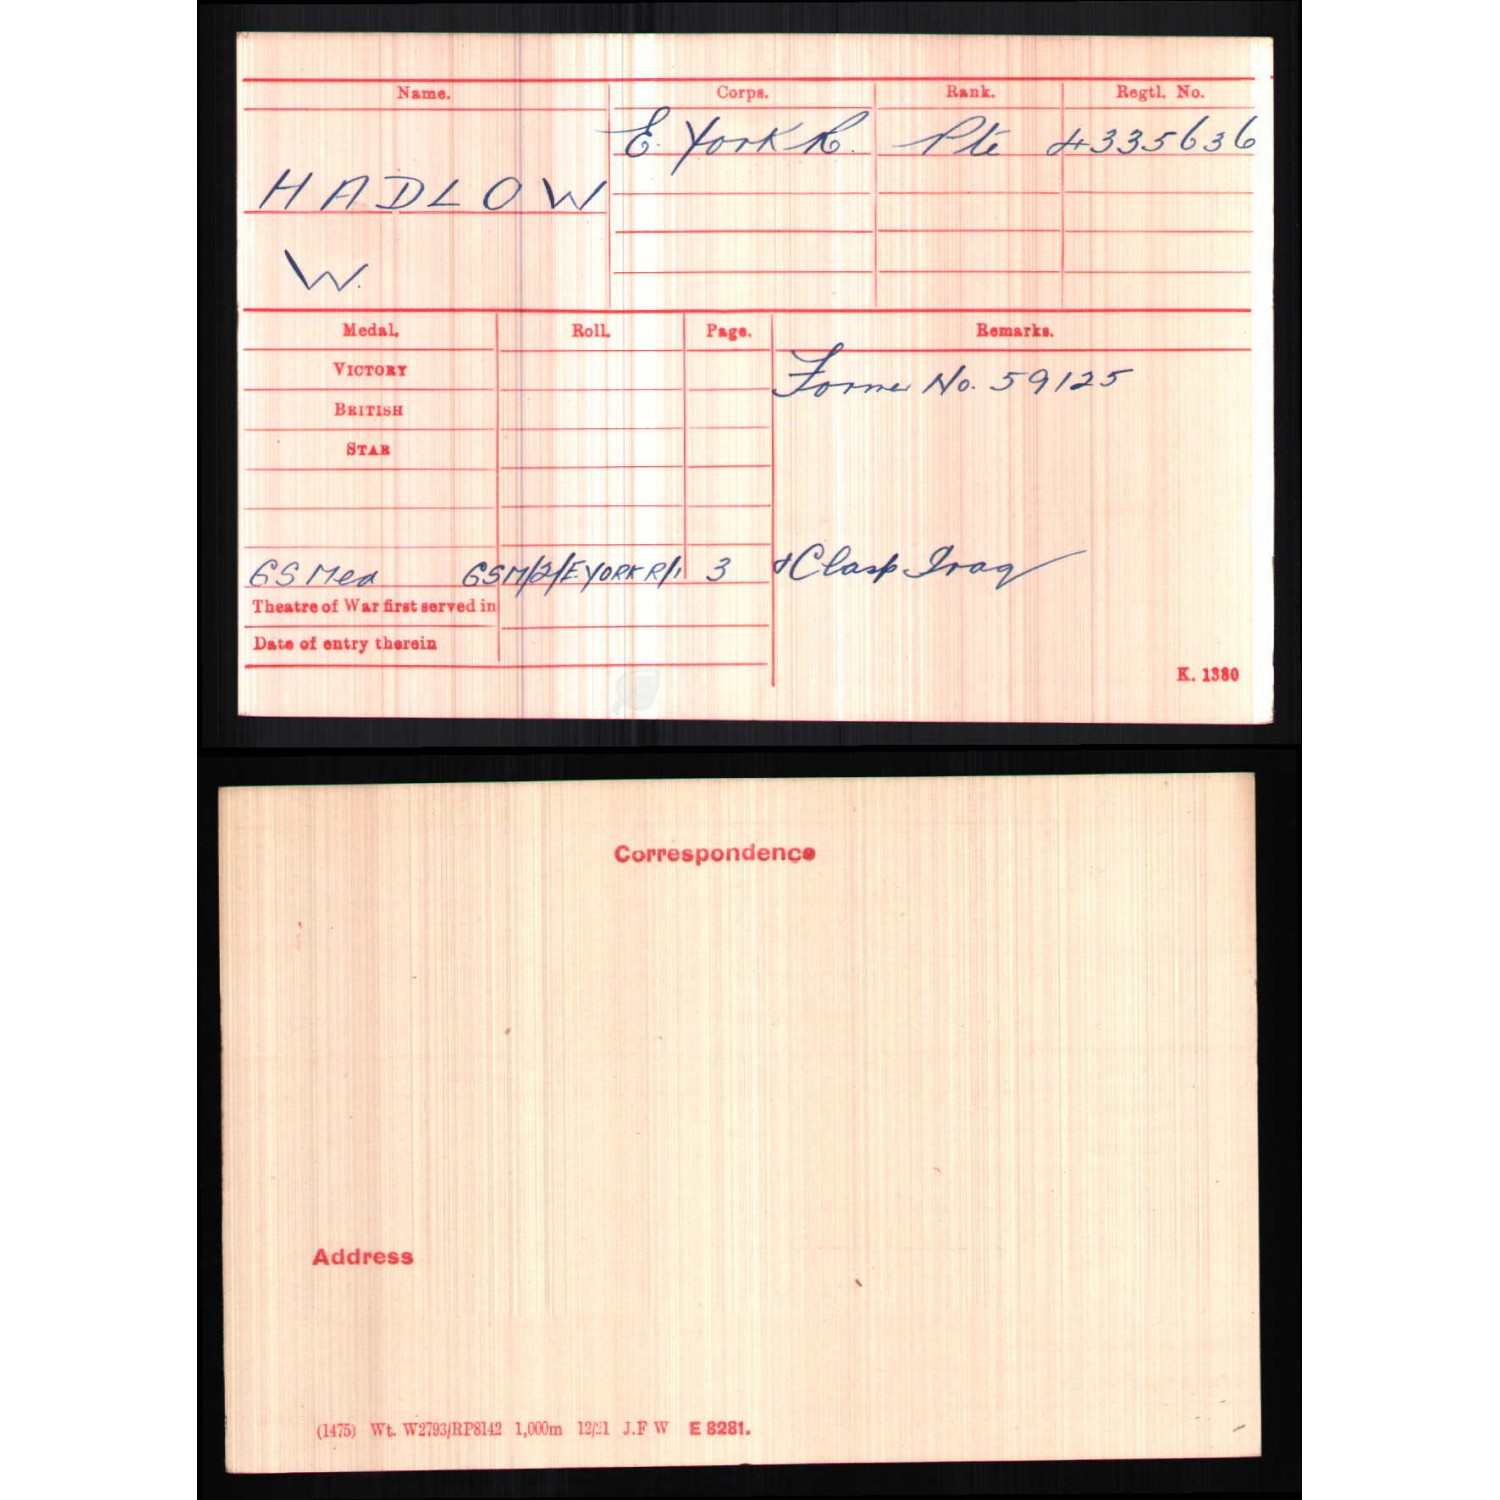 Name. Corps. Rank. Regtl. No.
E. York R. Pte 4335636
HADLOW
W.
Medal. Roll. Page. Remarks.
VICTORY Former No. 59125
BRITISH
STAR
GS Med GSM/2/E.YORK R/1 3 & Clasp Iraq
Theatre of War first served in
Date of entry therein
K. 1380
Correspondence
Address
(1475) Wt. W2793/RP8142 1,000m 12/21 J.F W E 8281.